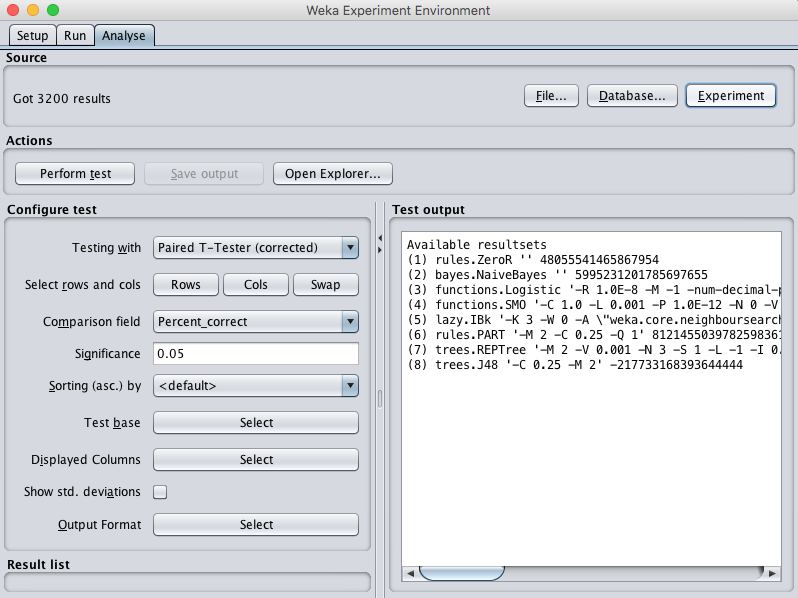 Weka Experiment Environment
Setup Run Analyse
Source
Got 3200 results
File... Database... Experiment
Actions
Perform test Save output Open Explorer...
Configure test
Testing with Paired T-Tester (corrected)
Select rows and cols Rows Cols Swap
Comparison field Percent_correct
Significance 0.05
Sorting (asc.) by <default>
Test base Select
Displayed Columns Select
Show std. deviations
Output Format Select
Result list
Test output
Available resultsets
(1) rules.ZeroR '' 48055541465867954
(2) bayes.NaiveBayes '' 5995231201785697655
(3) functions.Logistic '-R 1.0E-8 -M -1 -num-decimal-p
(4) functions.SMO '-C 1.0 -L 0.001 -P 1.0E-12 -N 0 -V
(5) lazy.IBk '-K 3 -W 0 -A \"weka.core.neighboursearch
(6) rules.PART '-M 2 -C 0.25 -Q 1' 8121455039782598361
(7) trees.REPTree '-M 2 -V 0.001 -N 3 -S 1 -L -1 -I 0.
(8) trees.J48 '-C 0.25 -M 2' -217733168393644444